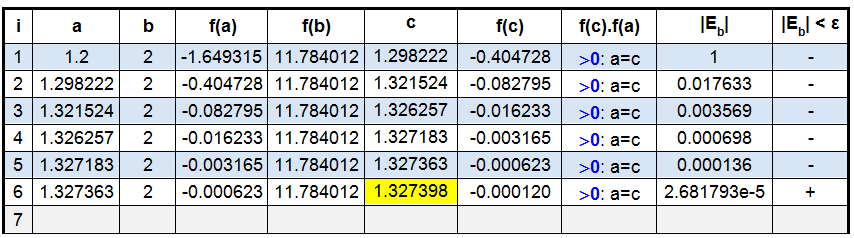 i a b f(a) f(b) c f(c) f(c).f(a) |E_b| |E_b| < ε
1 1.2 2 -1.649315 11.784012 1.298222 -0.404728 >0: a=c 1 -
2 1.298222 2 -0.404728 11.784012 1.321524 -0.082795 >0: a=c 0.017633 -
3 1.321524 2 -0.082795 11.784012 1.326257 -0.016233 >0: a=c 0.003569 -
4 1.326257 2 -0.016233 11.784012 1.327183 -0.003165 >0: a=c 0.000698 -
5 1.327183 2 -0.003165 11.784012 1.327363 -0.000623 >0: a=c 0.000136 -
6 1.327363 2 -0.000623 11.784012 1.327398 -0.000120 >0: a=c 2.681793e-5 +
7